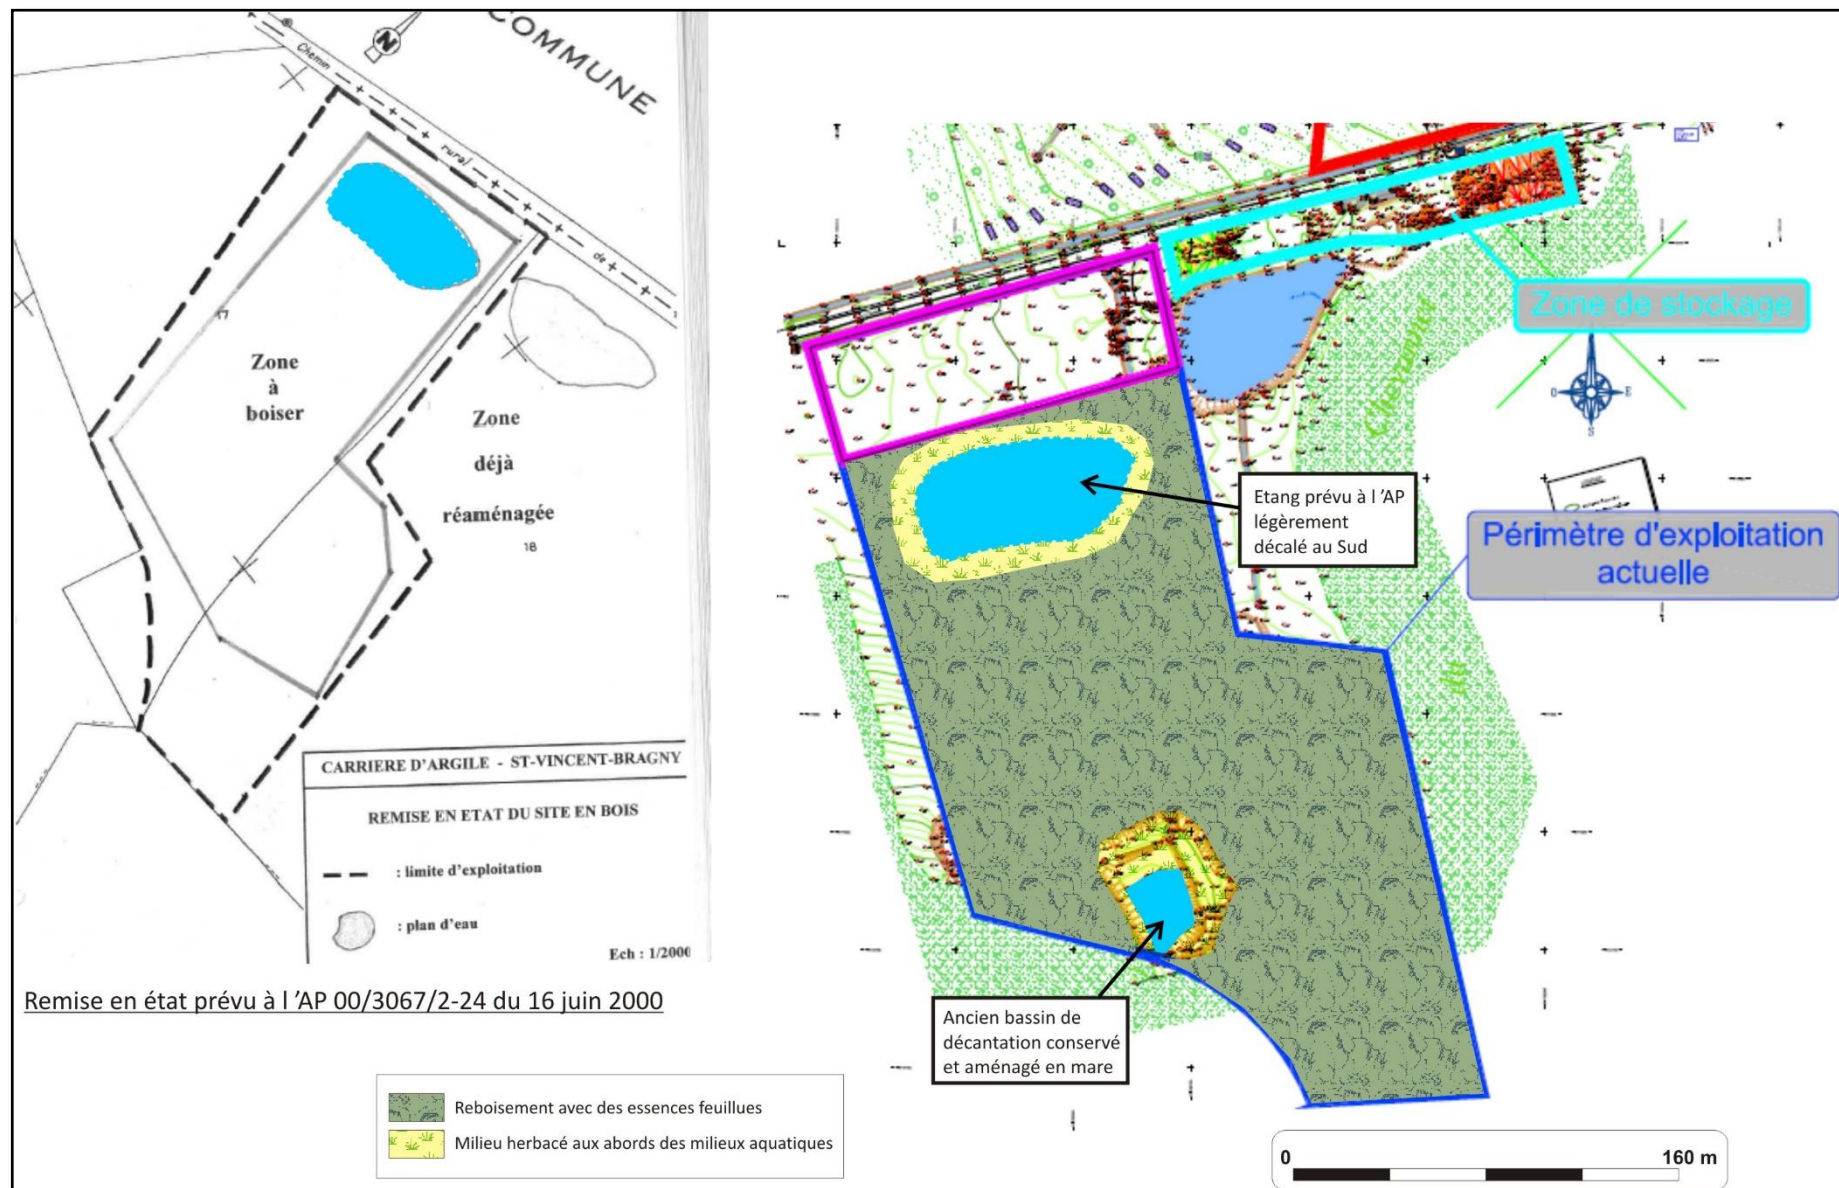 COMMUNE
N
Chemin
rural
de
17
Zone
à
boiser
Zone
déjà
réaménagée
18
CARRIERE D'ARGILE - ST-VINCENT-BRAGNY
REMISE EN ETAT DU SITE EN BOIS
: limite d'exploitation
: plan d'eau
Ech : 1/2000
Remise en état prévu à l 'AP 00/3067/2-24 du 16 juin 2000
Zone de stockage
O
E
S
Etang prévu à l 'AP
légèrement
décalé au Sud
Périmètre d'exploitation
actuelle
Ancien bassin de
décantation conservé
et aménagé en mare
Reboisement avec des essences feuillues
Milieu herbacé aux abords des milieux aquatiques
0
160 m